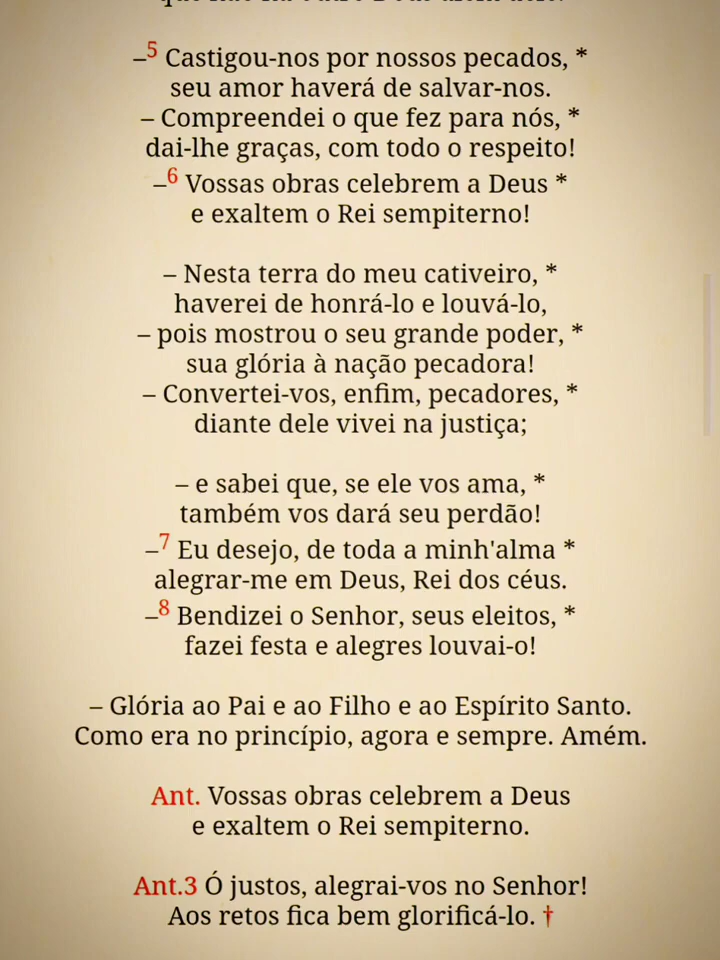 –5 Castigou-nos por nossos pecados, *
seu amor haverá de salvar-nos.
– Compreendei o que fez para nós, *
dai-lhe graças, com todo o respeito!
–6 Vossas obras celebrem a Deus *
e exaltem o Rei sempiterno!
– Nesta terra do meu cativeiro, *
haverei de honrá-lo e louvá-lo,
– pois mostrou o seu grande poder, *
sua glória à nação pecadora!
– Convertei-vos, enfim, pecadores, *
diante dele vivei na justiça;
– e sabei que, se ele vos ama, *
também vos dará seu perdão!
–7 Eu desejo, de toda a minh'alma *
alegrar-me em Deus, Rei dos céus.
–8 Bendizei o Senhor, seus eleitos, *
fazei festa e alegres louvai-o!
– Glória ao Pai e ao Filho e ao Espírito Santo.
Como era no princípio, agora e sempre. Amém.
Ant. Vossas obras celebrem a Deus
e exaltem o Rei sempiterno.
Ant.3 Ó justos, alegrai-vos no Senhor!
Aos retos fica bem glorificá-lo. †